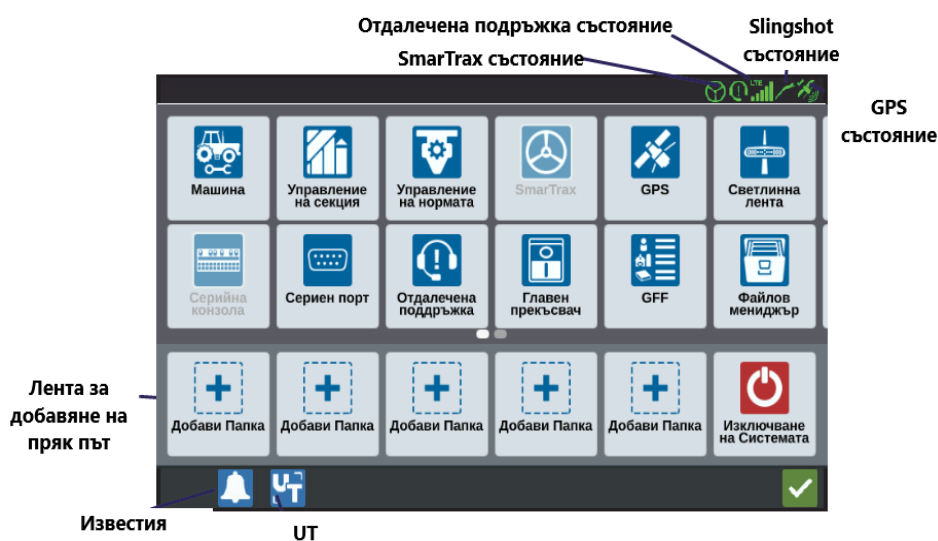 Отдалечена подръжка състояние
Slingshot
състояние
SmarTrax състояние
GPS
състояние
LTE
Машина
Управление
на секция
Управление
на нормата
SmarTrax
GPS
Светлинна
лента
Серийна
конзола
Сериен порт
Отдалечена
поддръжка
Главен
прекъсвач
GFF
Файлов
мениджър
Лента за
добавяне на
пряк път
Добави Папка
Добави Папка
Добави Папка
Добави Папка
Добави Папка
Изключване
на Системата
UT
Известия
UT